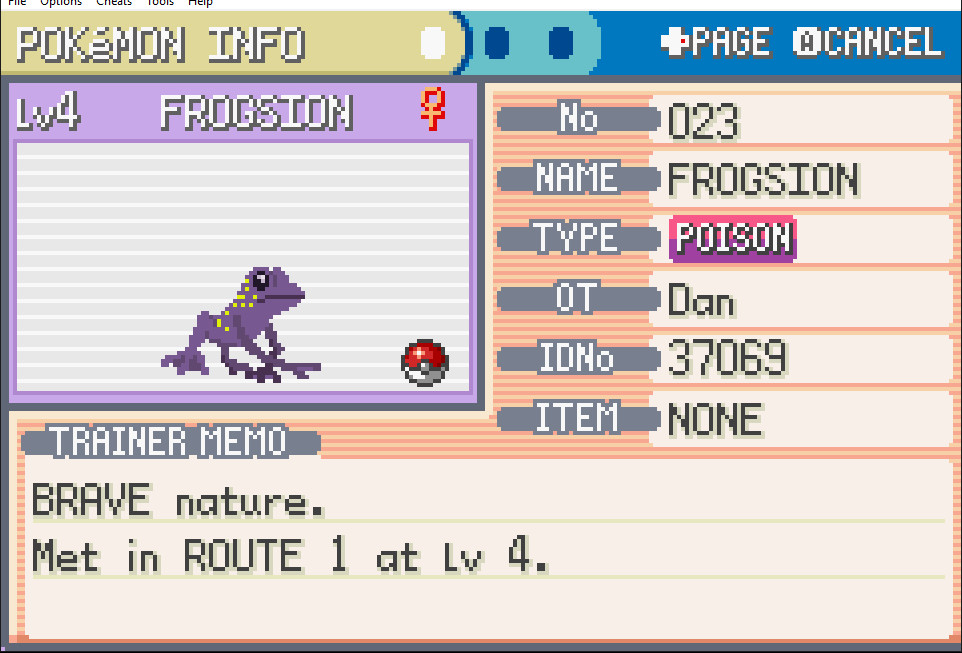 File Options Cheats Tools Help
POKéMON INFO PAGE A CANCEL
Lv4 FROGSION ♀
No 023
NAME FROGSION
TYPE POISON
OT Dan
IDNo 37069
ITEM NONE
TRAINER MEMO
BRAVE nature.
Met in ROUTE 1 at Lv 4.